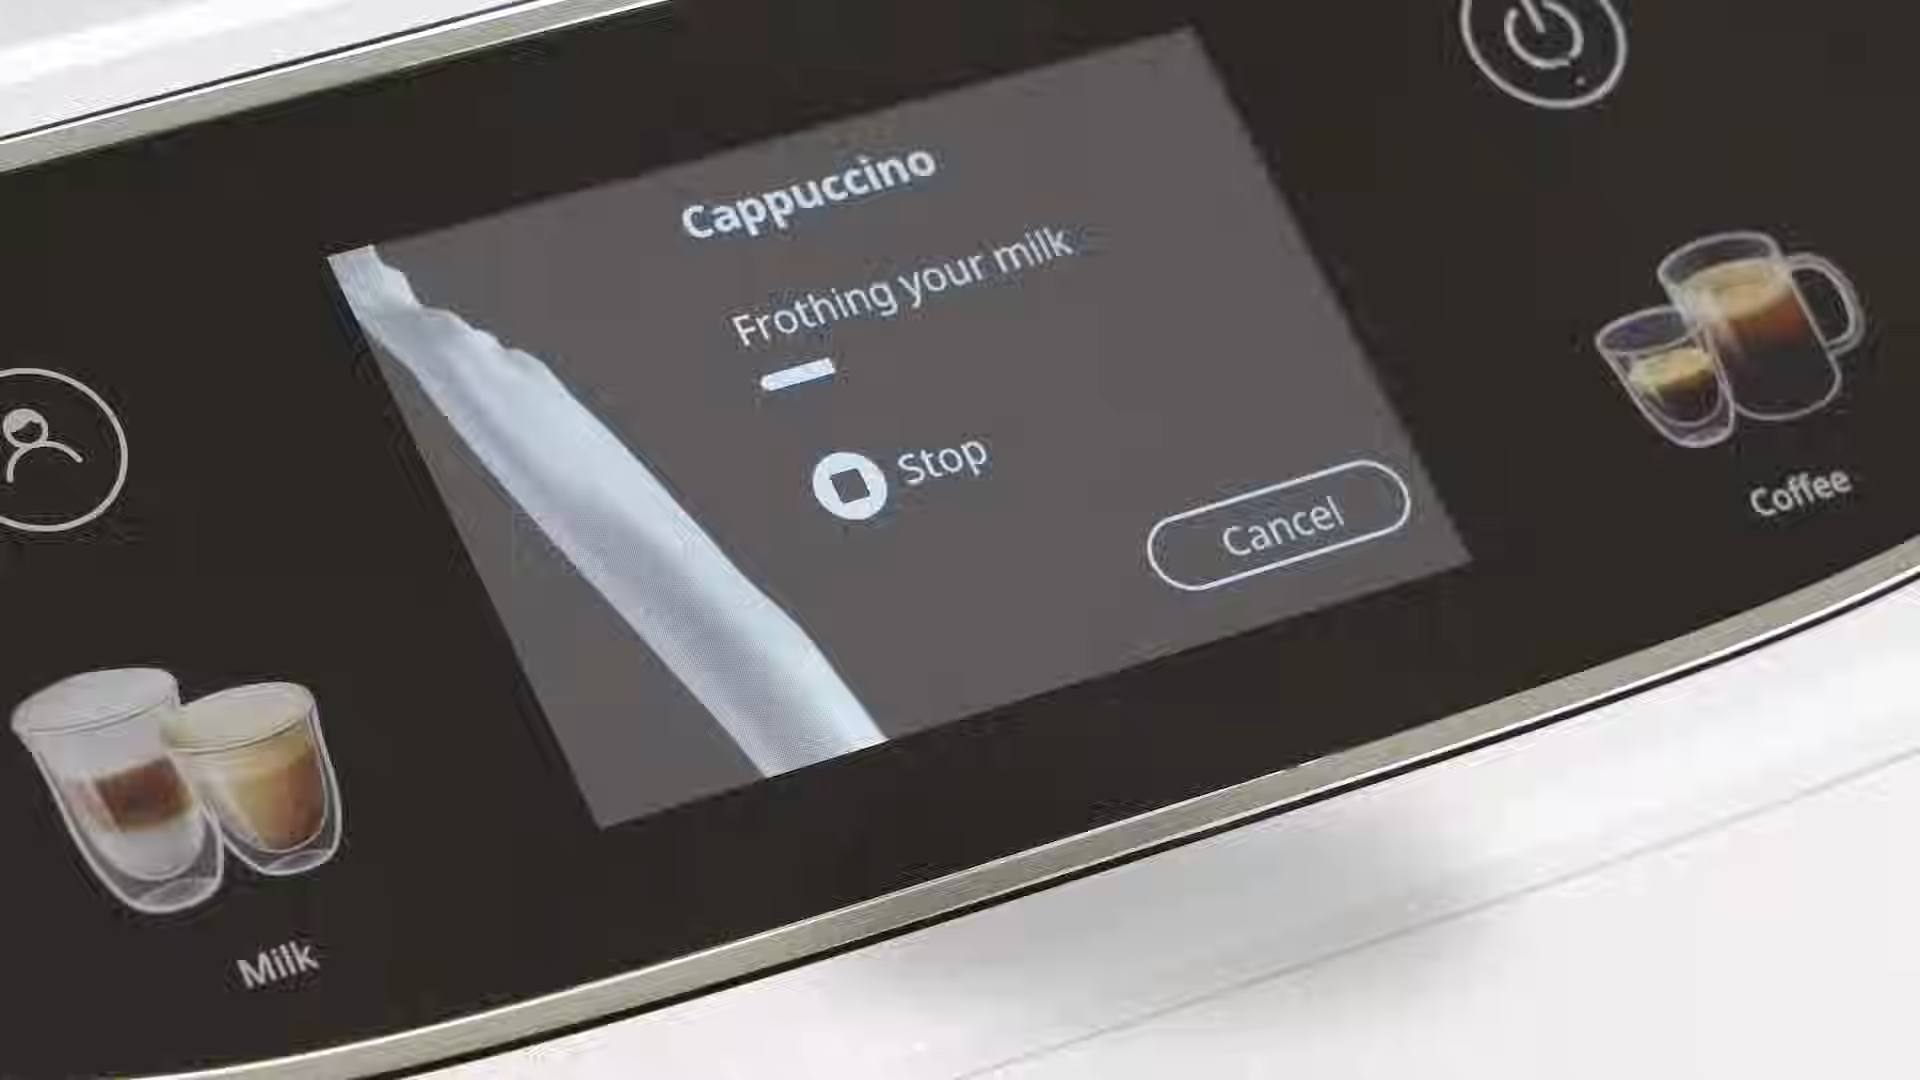 Cappuccino
Frothing your milk
Stop
Cancel
Coffee
Milk